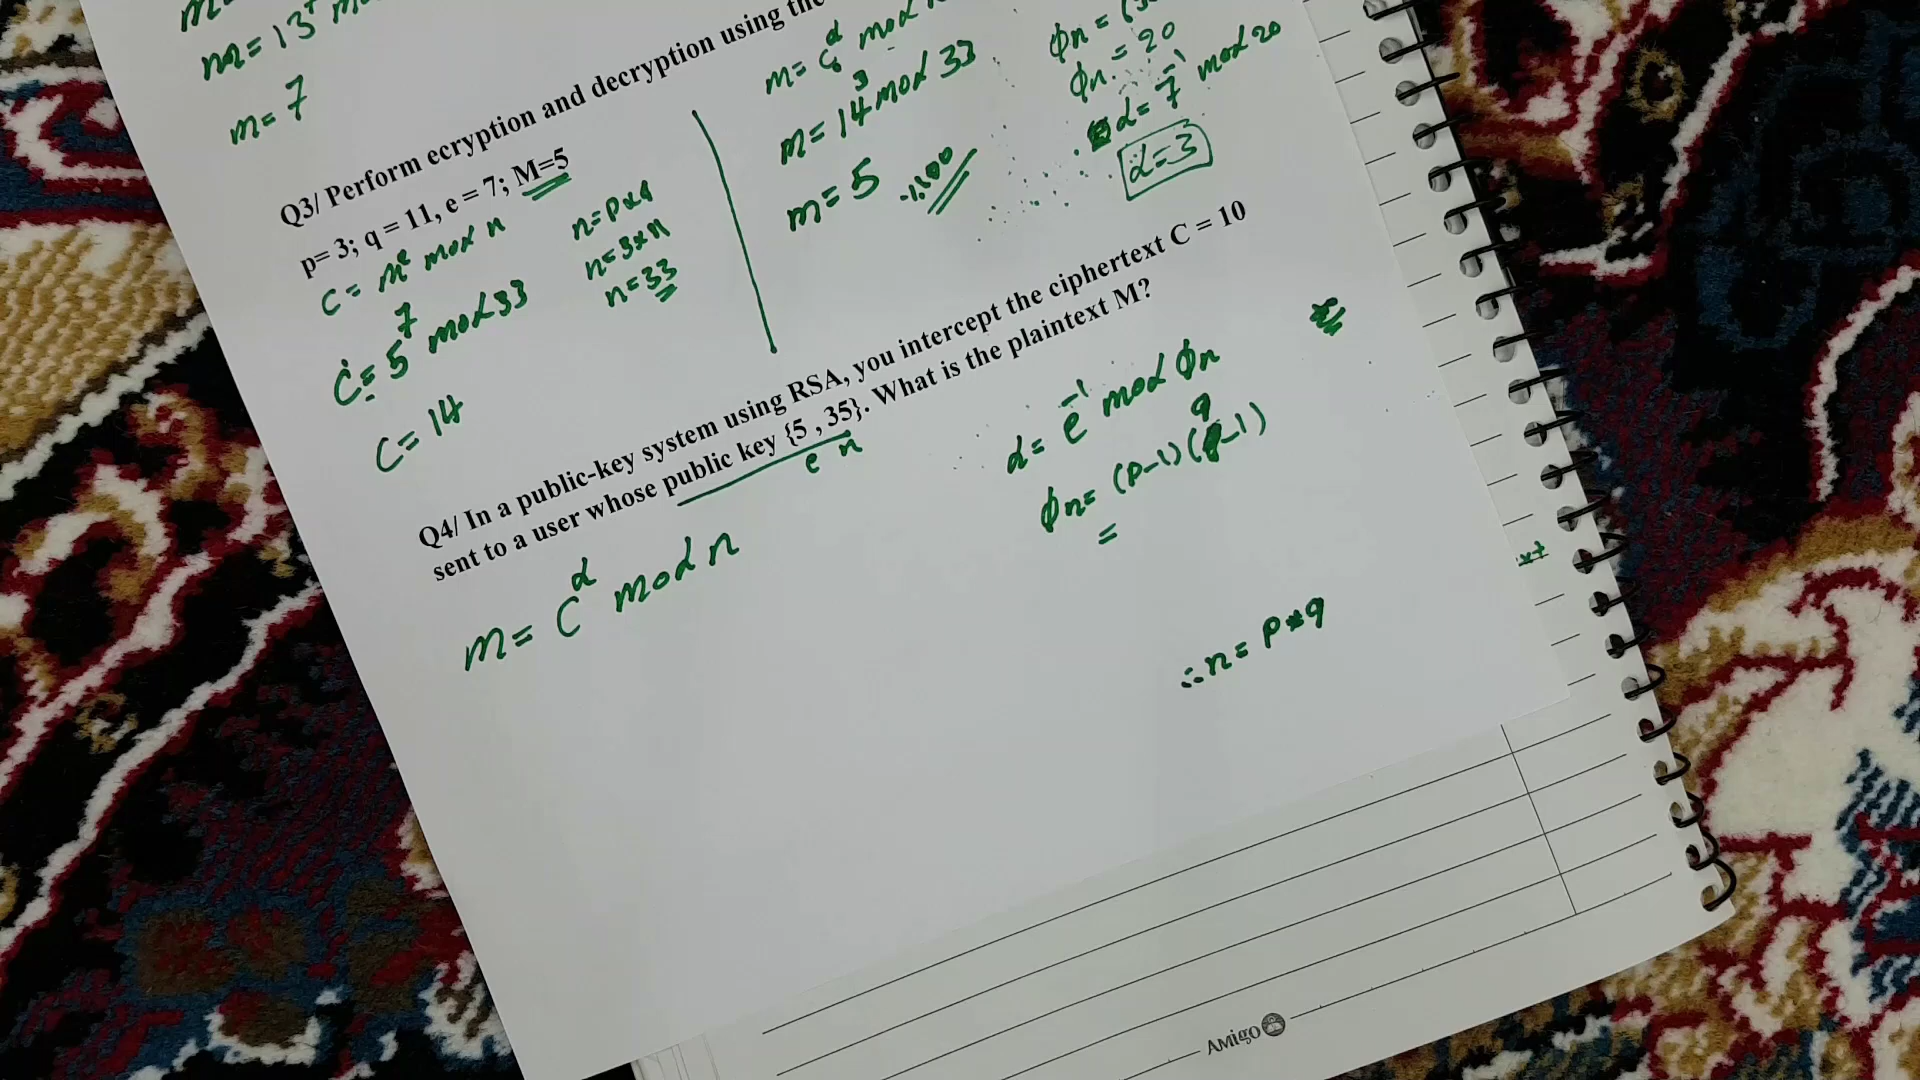 m= 13
m= 7
Q3/ Perform ecryption and decryption using the
p= 3; q = 11, e = 7; M=5
C= m^e mod n
C= 5^7 mod 33
C= 14
n= p*q
n= 3*11
n= 33
m= C^d mod
m= 14^3 mod 33
m= 5
ϕn =
ϕn = 20
d= 7^-1 mod 20
d=3
Q4/ In a public-key system using RSA, you intercept the ciphertext C = 10
sent to a user whose public key {5 , 35}. What is the plaintext M?
e n
m= C^d mod n
d= e^-1 mod ϕn
ϕn= (p-1)(q-1)
=
∴n= p*q
Amigo